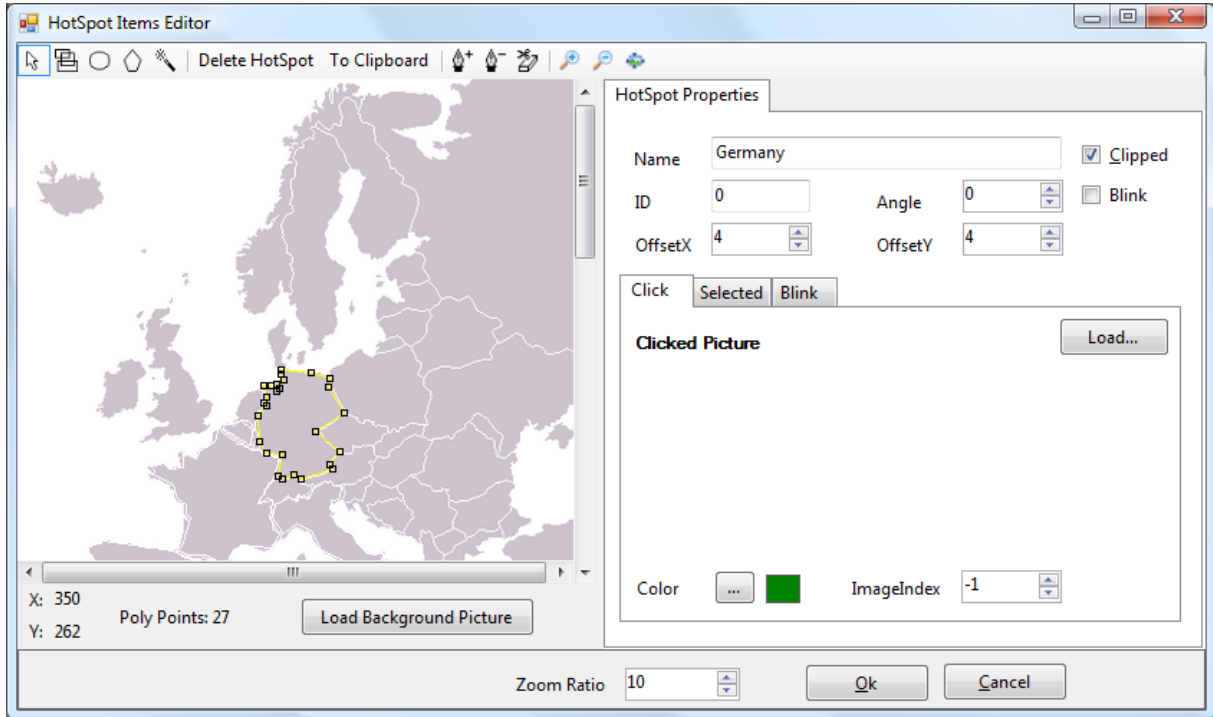 HotSpot Items Editor
Delete HotSpot To Clipboard
HotSpot Properties
Name Germany Clipped
ID 0 Angle 0 Blink
OffsetX 4 OffsetY 4
Click Selected Blink
Clicked Picture Load...
Color ... ImageIndex -1
X: 350
Poly Points: 27 Load Background Picture
Y: 262
Zoom Ratio 10 Ok Cancel